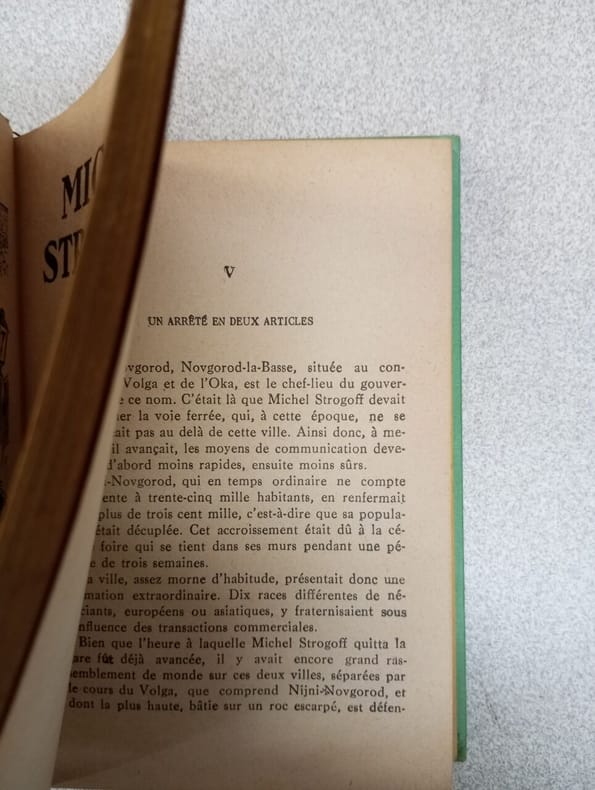 MIC
ST
V
UN ARRÊTÉ EN DEUX ARTICLES
Novgorod-la-Basse, située au con-
Volga et de l'Oka, est le chef-lieu du gouver-
ce nom. C'était là que Michel Strogoff devait
la voie ferrée, qui, à cette époque, ne se
pas au delà de cette ville. Ainsi donc, à me-
il avançait, les moyens de communication deve-
d'abord moins rapides, ensuite moins sûrs.
-Novgorod, qui en temps ordinaire ne compte
à trente-cinq mille habitants, en renfermait
plus de trois cent mille, c'est-à-dire que sa popula-
était décuplée. Cet accroissement était dû à la cé-
foire qui se tient dans ses murs pendant une pé-
de trois semaines.
ville, assez morne d'habitude, présentait donc une
extraordinaire. Dix races différentes de né-
européens ou asiatiques, y fraternisaient sous
influence des transactions commerciales.
Bien que l'heure à laquelle Michel Strogoff quitta la
fût déjà avancée, il y avait encore grand ras-
semblement de monde sur ces deux villes, séparées par
le cours du Volga, que comprend Nijni-Novgorod, et
dont la plus haute, bâtie sur un roc escarpé, est défen-